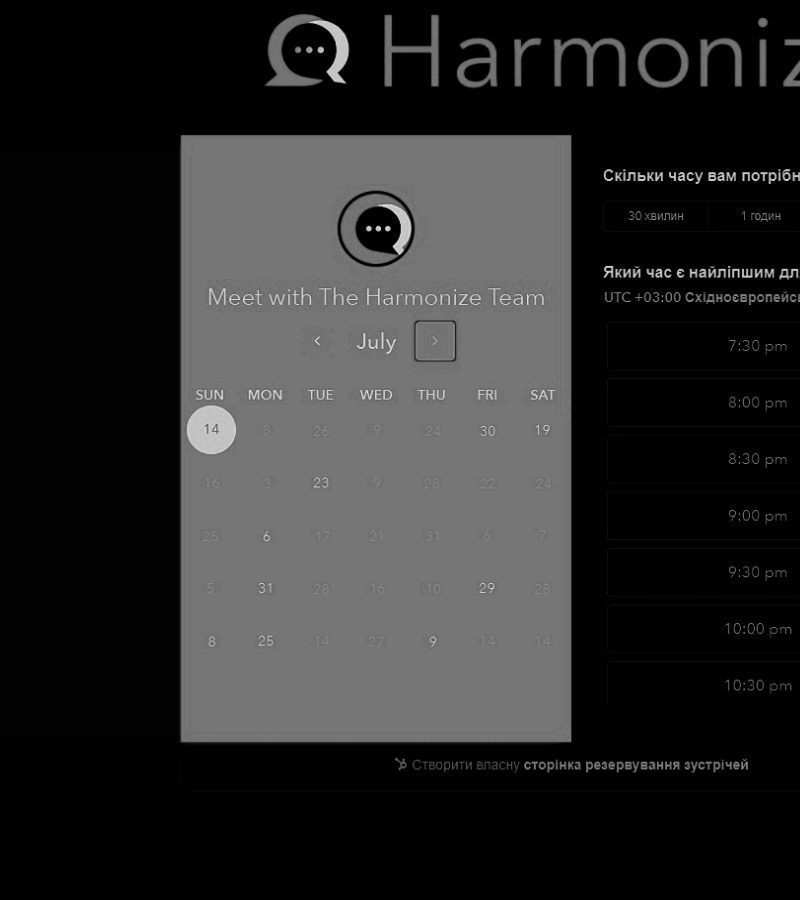 Harmoniz
Meet with The Harmonize Team
July
SUN MON TUE WED THU FRI SAT
14 8 26 9 24 30 19
16 3 23 9 28 22 24
25 6 17 21 31 6 7
5 31 28 16 10 29 28
8 25 14 27 9 14 14
Скільки часу вам потрібн
30 хвилин 1 годин
Який час є найліпшим дл
UTC +03:00 Східноєвропейсь
7:30 pm
8:00 pm
8:30 pm
9:00 pm
9:30 pm
10:00 pm
10:30 pm
Створити власну сторінка резервування зустрічей